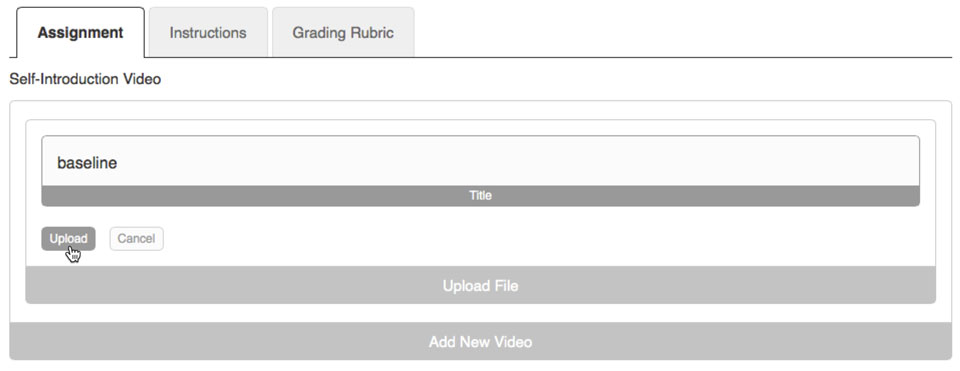 Assignment Instructions Grading Rubric
Self-Introduction Video
baseline
Title
Upload Cancel
Upload File
Add New Video